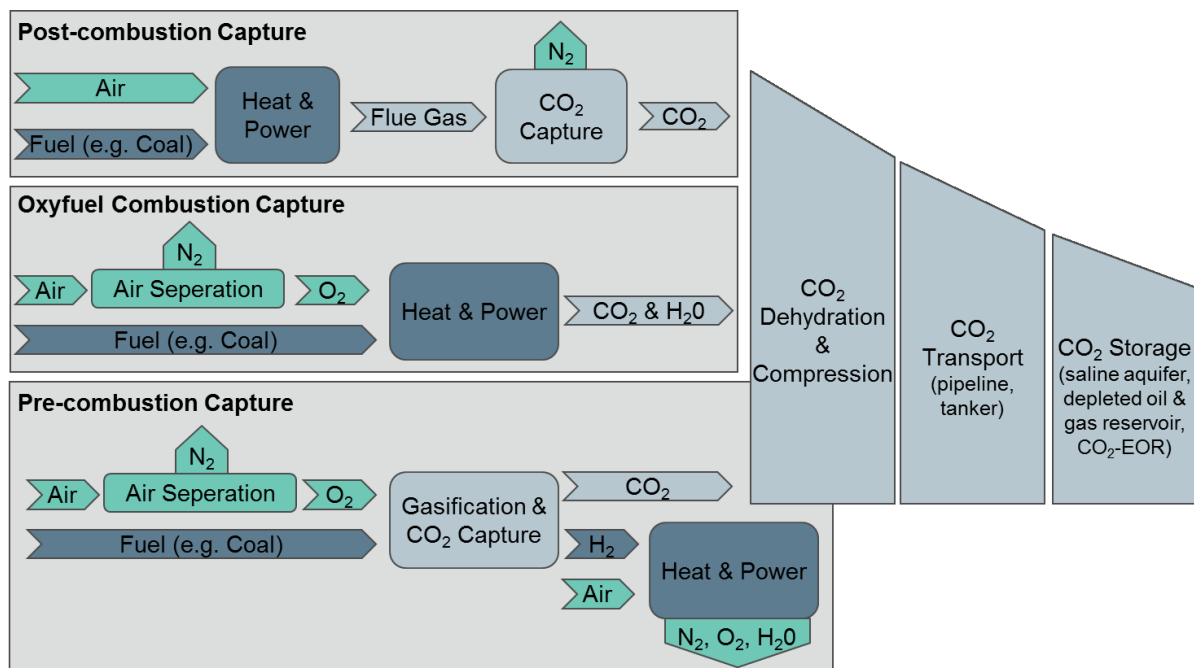 Post-combustion Capture
Air
Fuel (e.g. Coal)
Heat &
Power
Flue Gas
N₂
CO₂
Capture
CO₂
Oxyfuel Combustion Capture
N₂
Air
Air Seperation
O₂
Fuel (e.g. Coal)
Heat & Power
CO₂ & H₂0
Pre-combustion Capture
N₂
Air
Air Seperation
O₂
Fuel (e.g. Coal)
Gasification &
CO₂ Capture
CO₂
H₂
Air
Heat & Power
N₂, O₂, H₂0
CO₂
Dehydration
&
Compression
CO₂
Transport
(pipeline,
tanker)
CO₂ Storage
(saline aquifer,
depleted oil &
gas reservoir,
CO₂-EOR)